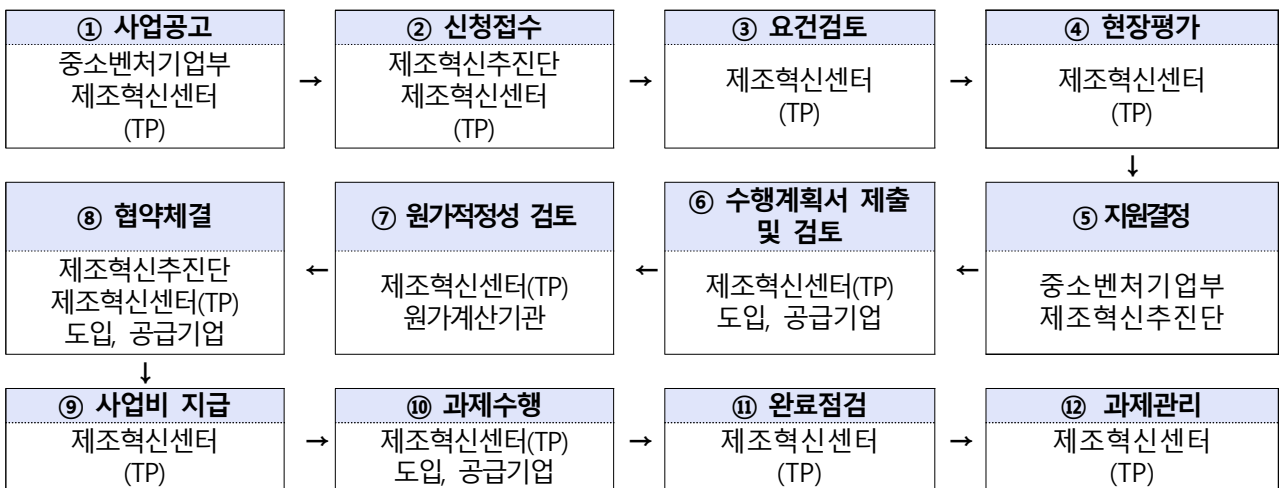 ① 사업공고
중소벤처기업부
제조혁신센터
(TP)
→
② 신청접수
제조혁신추진단
제조혁신센터
(TP)
→
③ 요건검토
제조혁신센터
(TP)
→
④ 현장평가
제조혁신센터
(TP)
↓
⑤ 지원결정
중소벤처기업부
제조혁신추진단
←
⑥ 수행계획서 제출
및 검토
제조혁신센터(TP)
도입, 공급기업
←
⑦ 원가적정성 검토
제조혁신센터(TP)
원가계산기관
←
⑧ 협약체결
제조혁신추진단
제조혁신센터(TP)
도입, 공급기업
↓
⑨ 사업비 지급
제조혁신센터
(TP)
→
⑩ 과제수행
제조혁신센터(TP)
도입, 공급기업
→
⑪ 완료점검
제조혁신센터
(TP)
→
⑫ 과제관리
제조혁신센터
(TP)